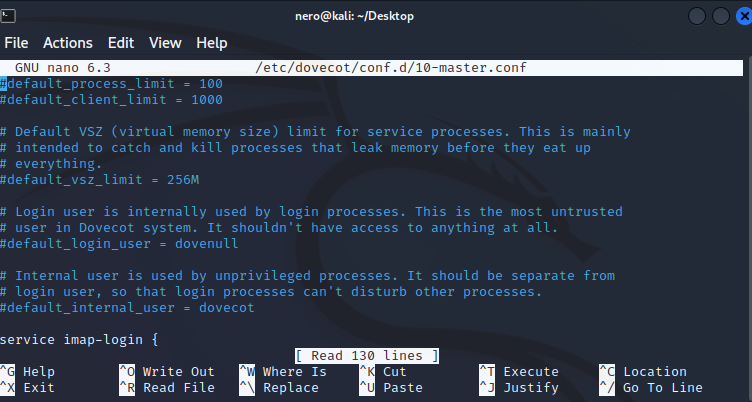 nero@kali: ~/Desktop
File Actions Edit View Help
GNU nano 6.3 /etc/dovecot/conf.d/10-master.conf
#default_process_limit = 100
#default_client_limit = 1000
# Default VSZ (virtual memory size) limit for service processes. This is mainly
# intended to catch and kill processes that leak memory before they eat up
# everything.
#default_vsz_limit = 256M
# Login user is internally used by login processes. This is the most untrusted
# user in Dovecot system. It shouldn't have access to anything at all.
#default_login_user = dovenull
# Internal user is used by unprivileged processes. It should be separate from
# login user, so that login processes can't disturb other processes.
#default_internal_user = dovecot
service imap-login {
[ Read 130 lines ]
^G Help ^O Write Out ^W Where Is ^K Cut ^T Execute ^C Location
^X Exit ^R Read File ^\ Replace ^U Paste ^J Justify ^/ Go To Line